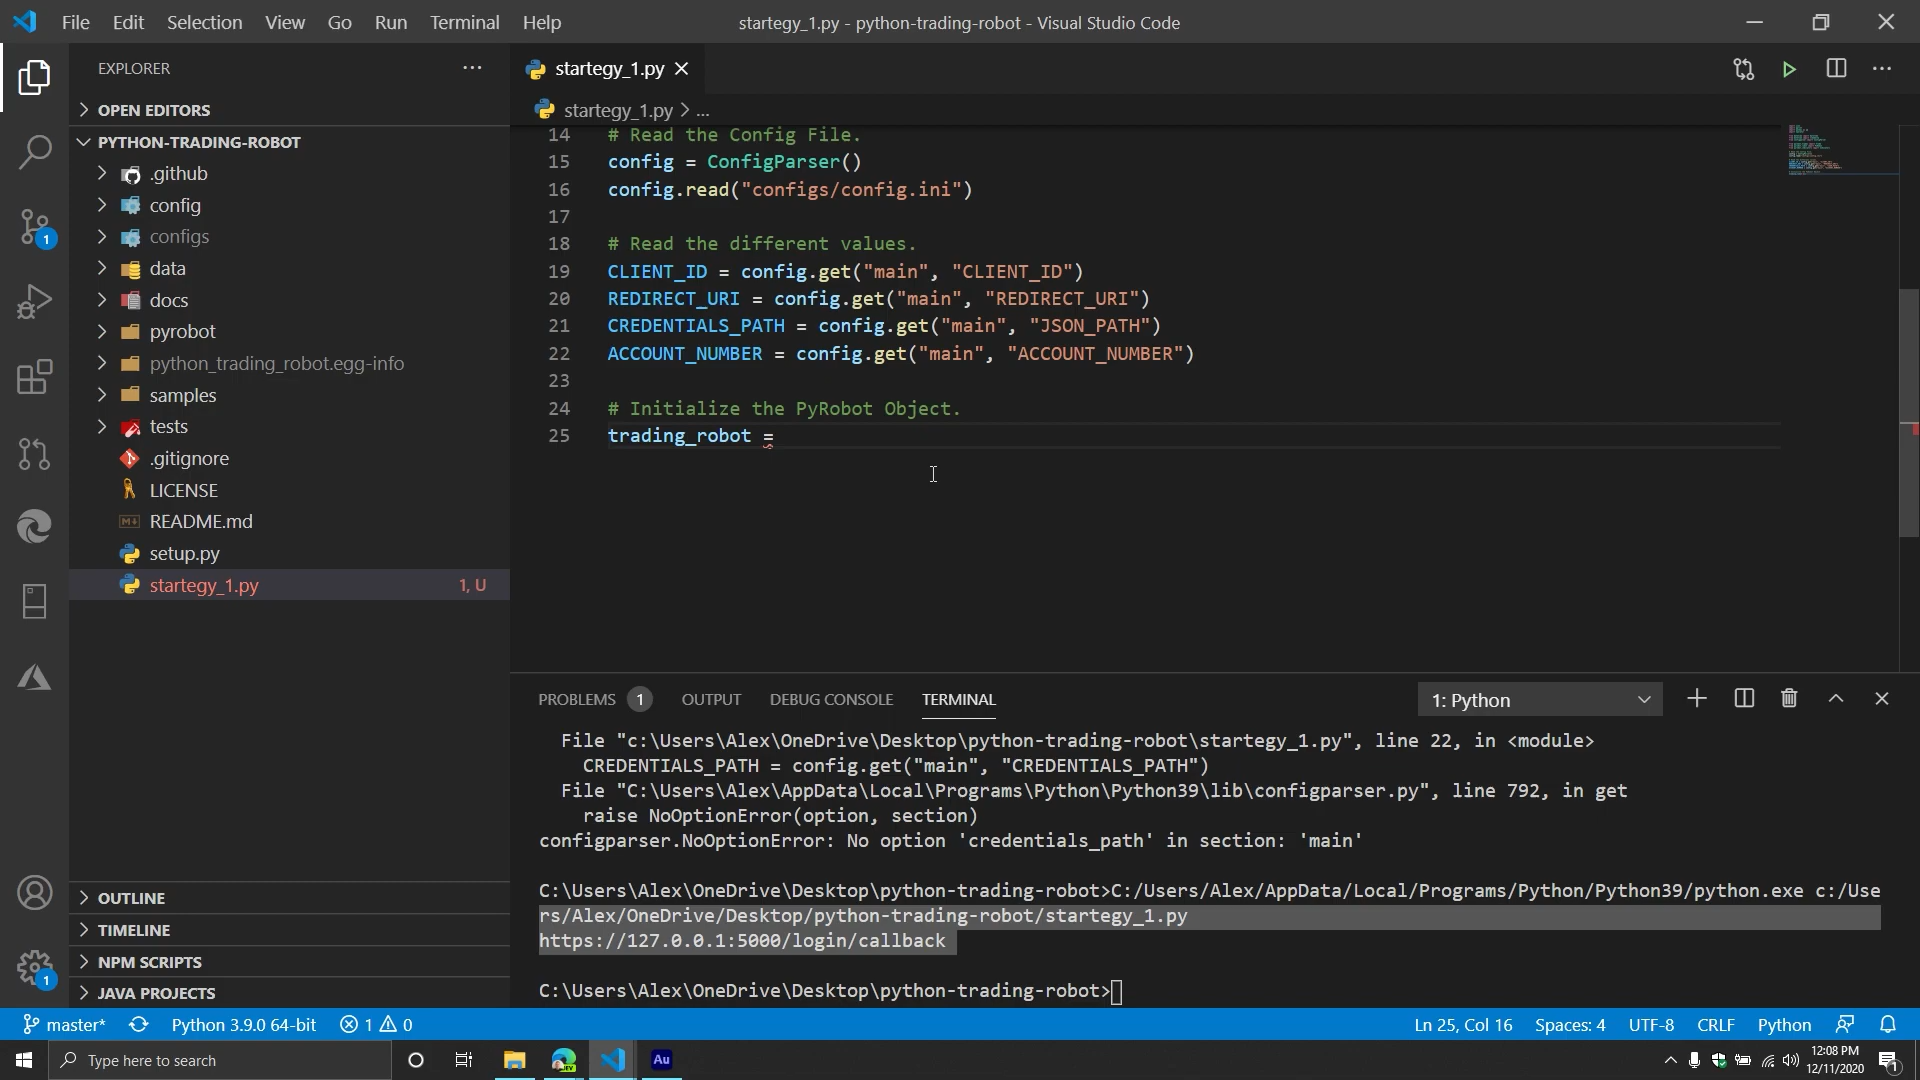 File Edit Selection View Go Run Terminal Help
startegy_1.py - python-trading-robot - Visual Studio Code
EXPLORER
OPEN EDITORS
PYTHON-TRADING-ROBOT
.github
config
configs
data
docs
pyrobot
python_trading_robot.egg-info
samples
tests
.gitignore
LICENSE
README.md
setup.py
startegy_1.py 1, U
OUTLINE
TIMELINE
NPM SCRIPTS
JAVA PROJECTS
1
1
startegy_1.py
startegy_1.py > ...
14 # Read the Config File.
15 config = ConfigParser()
16 config.read("configs/config.ini")
17
18 # Read the different values.
19 CLIENT_ID = config.get("main", "CLIENT_ID")
20 REDIRECT_URI = config.get("main", "REDIRECT_URI")
21 CREDENTIALS_PATH = config.get("main", "JSON_PATH")
22 ACCOUNT_NUMBER = config.get("main", "ACCOUNT_NUMBER")
23
24 # Initialize the PyRobot Object.
25 trading_robot =
PROBLEMS 1 OUTPUT DEBUG CONSOLE TERMINAL 1: Python
File "c:\Users\Alex\OneDrive\Desktop\python-trading-robot\startegy_1.py", line 22, in <module>
CREDENTIALS_PATH = config.get("main", "CREDENTIALS_PATH")
File "C:\Users\Alex\AppData\Local\Programs\Python\Python39\lib\configparser.py", line 792, in get
raise NoOptionError(option, section)
configparser.NoOptionError: No option 'credentials_path' in section: 'main'
C:\Users\Alex\OneDrive\Desktop\python-trading-robot>C:/Users/Alex/AppData/Local/Programs/Python/Python39/python.exe c:/Use
rs/Alex/OneDrive/Desktop/python-trading-robot/startegy_1.py
https://127.0.0.1:5000/login/callback
C:\Users\Alex\OneDrive\Desktop\python-trading-robot>
master* Python 3.9.0 64-bit 1 0 Ln 25, Col 16 Spaces: 4 UTF-8 CRLF Python
Type here to search
DEV
Au
12:08 PM
12/11/2020
1